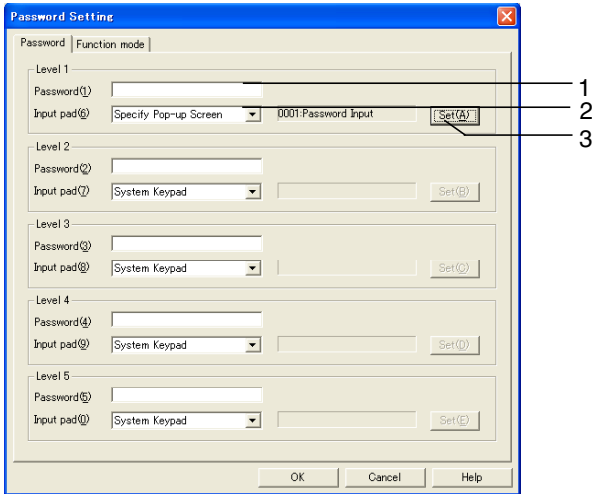 Password Setting
Password Function mode
Level 1
Password(1) 1
Input pad(6) Specify Pop-up Screen 0001:Password Input Set(A) 2
3
Level 2
Password(2)
Input pad(7) System Keypad Set(B)
Level 3
Password(3)
Input pad(8) System Keypad Set(C)
Level 4
Password(4)
Input pad(9) System Keypad Set(D)
Level 5
Password(5)
Input pad(0) System Keypad Set(E)
OK Cancel Help